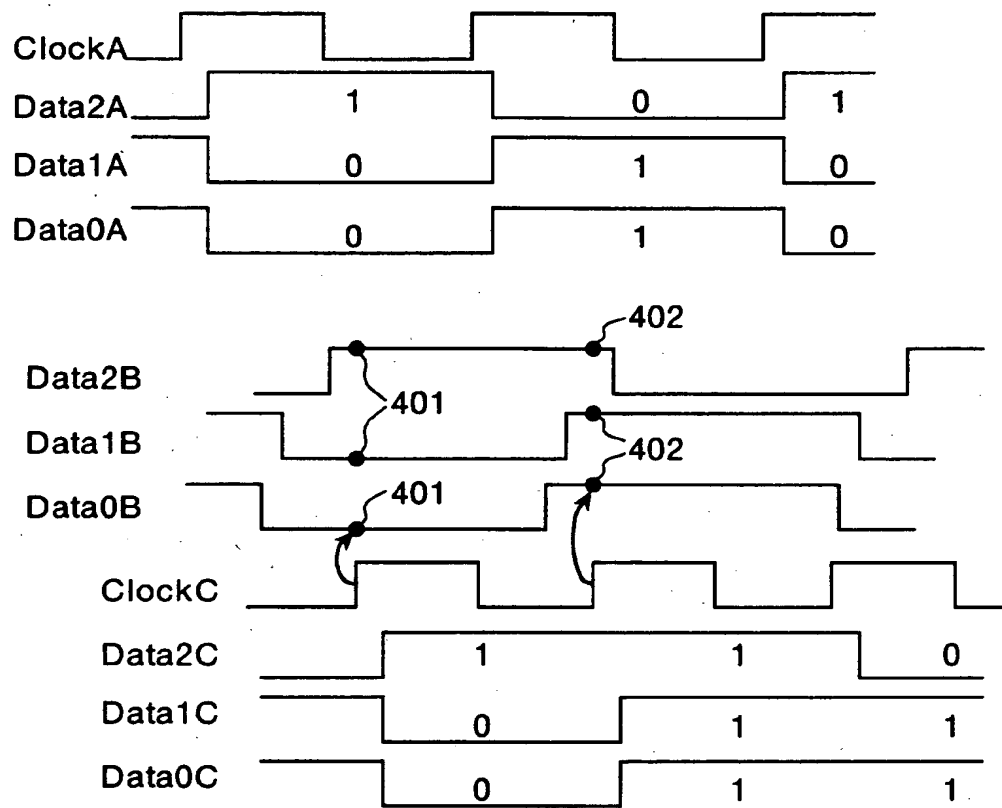 ClockA
Data2A 1 0 1
Data1A 0 1 0
Data0A 0 1 0
402
Data2B
401
Data1B
402
401
Data0B
ClockC
Data2C 1 1 0
Data1C 0 1 1
Data0C 0 1 1